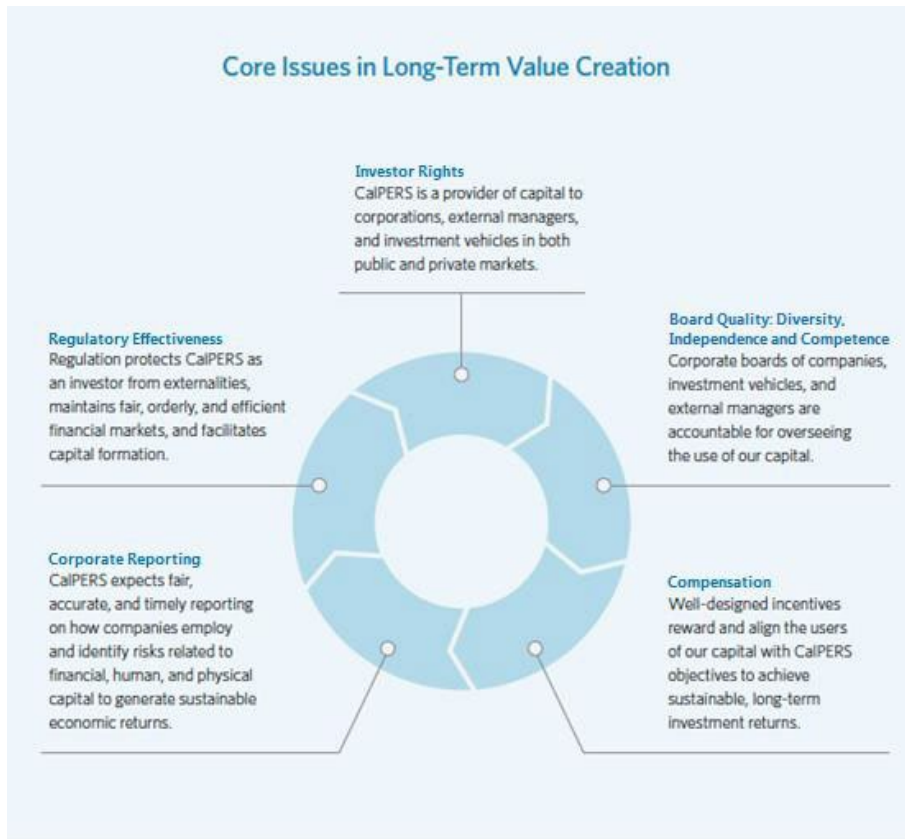 Core Issues in Long-Term Value Creation
Investor Rights
CalPERS is a provider of capital to
corporations, external managers,
and investment vehicles in both
public and private markets.
Board Quality: Diversity,
Independence and Competence
Corporate boards of companies,
investment vehicles, and
external managers are
accountable for overseeing
the use of our capital.
Compensation
Well-designed incentives
reward and align the users
of our capital with CalPERS
objectives to achieve
sustainable, long-term
investment returns.
Corporate Reporting
CalPERS expects fair,
accurate, and timely reporting
on how companies employ
and identify risks related to
financial, human, and physical
capital to generate sustainable
economic returns.
Regulatory Effectiveness
Regulation protects CalPERS as
an investor from externalities,
maintains fair, orderly, and efficient
financial markets, and facilitates
capital formation.